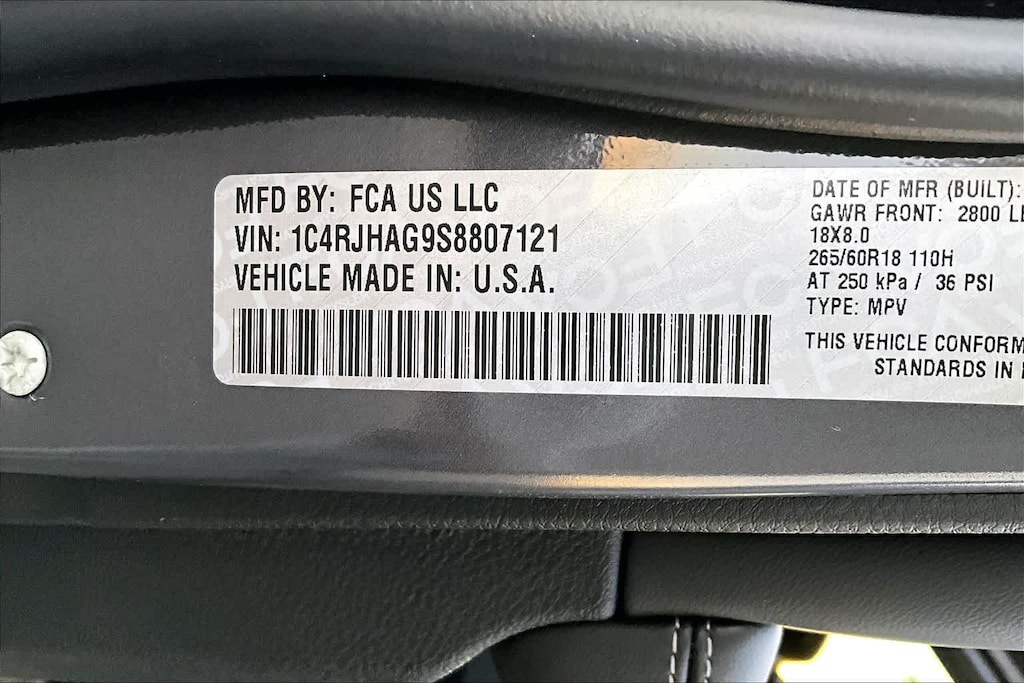 MFD BY: FCA US LLC
VIN: 1C4RJHAG9S8807121
VEHICLE MADE IN: U.S.A.
DATE OF MFR (BUILT):
GAWR FRONT: 2800 L
18X8.0
265/60R18 110H
AT 250 kPa / 36 PSI
TYPE: MPV
THIS VEHICLE CONFORM
STANDARDS IN